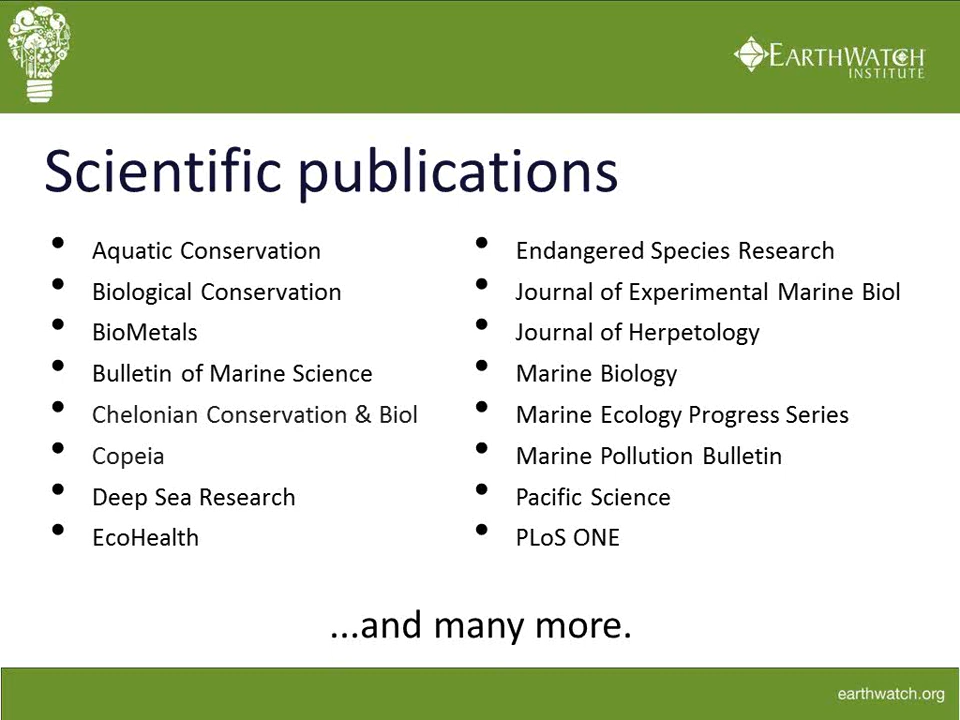 EARTHWATCH
INSTITUTE
Scientific publications
• Aquatic Conservation
• Biological Conservation
• BioMetals
• Bulletin of Marine Science
• Chelonian Conservation & Biol
• Copeia
• Deep Sea Research
• EcoHealth
• Endangered Species Research
• Journal of Experimental Marine Biol
• Journal of Herpetology
• Marine Biology
• Marine Ecology Progress Series
• Marine Pollution Bulletin
• Pacific Science
• PLoS ONE
...and many more.
earthwatch.org